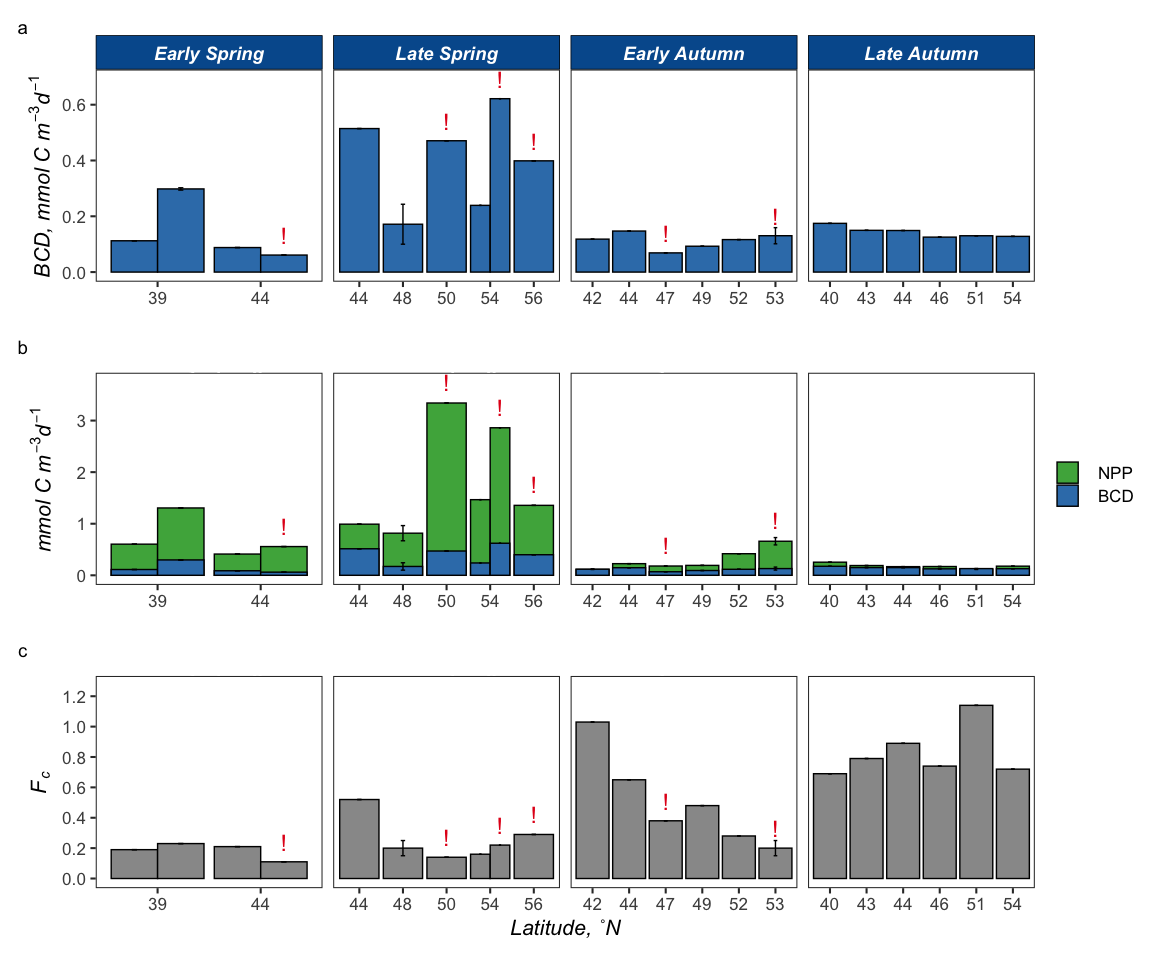 a
Early Spring Late Spring Early Autumn Late Autumn
BCD, mmol C m⁻³d⁻¹
0.6
0.4
0.2
0.0
! ! ! ! ! !
39 44 44 48 50 54 56 42 44 47 49 52 53 40 43 44 46 51 54
b
mmol C m⁻³d⁻¹
3
2
1
0
! ! ! ! ! !
39 44 44 48 50 54 56 42 44 47 49 52 53 40 43 44 46 51 54
NPP
BCD
c
F꜀
1.2
1.0
0.8
0.6
0.4
0.2
0.0
! ! ! ! ! !
39 44 44 48 50 54 56 42 44 47 49 52 53 40 43 44 46 51 54
Latitude, ˚N